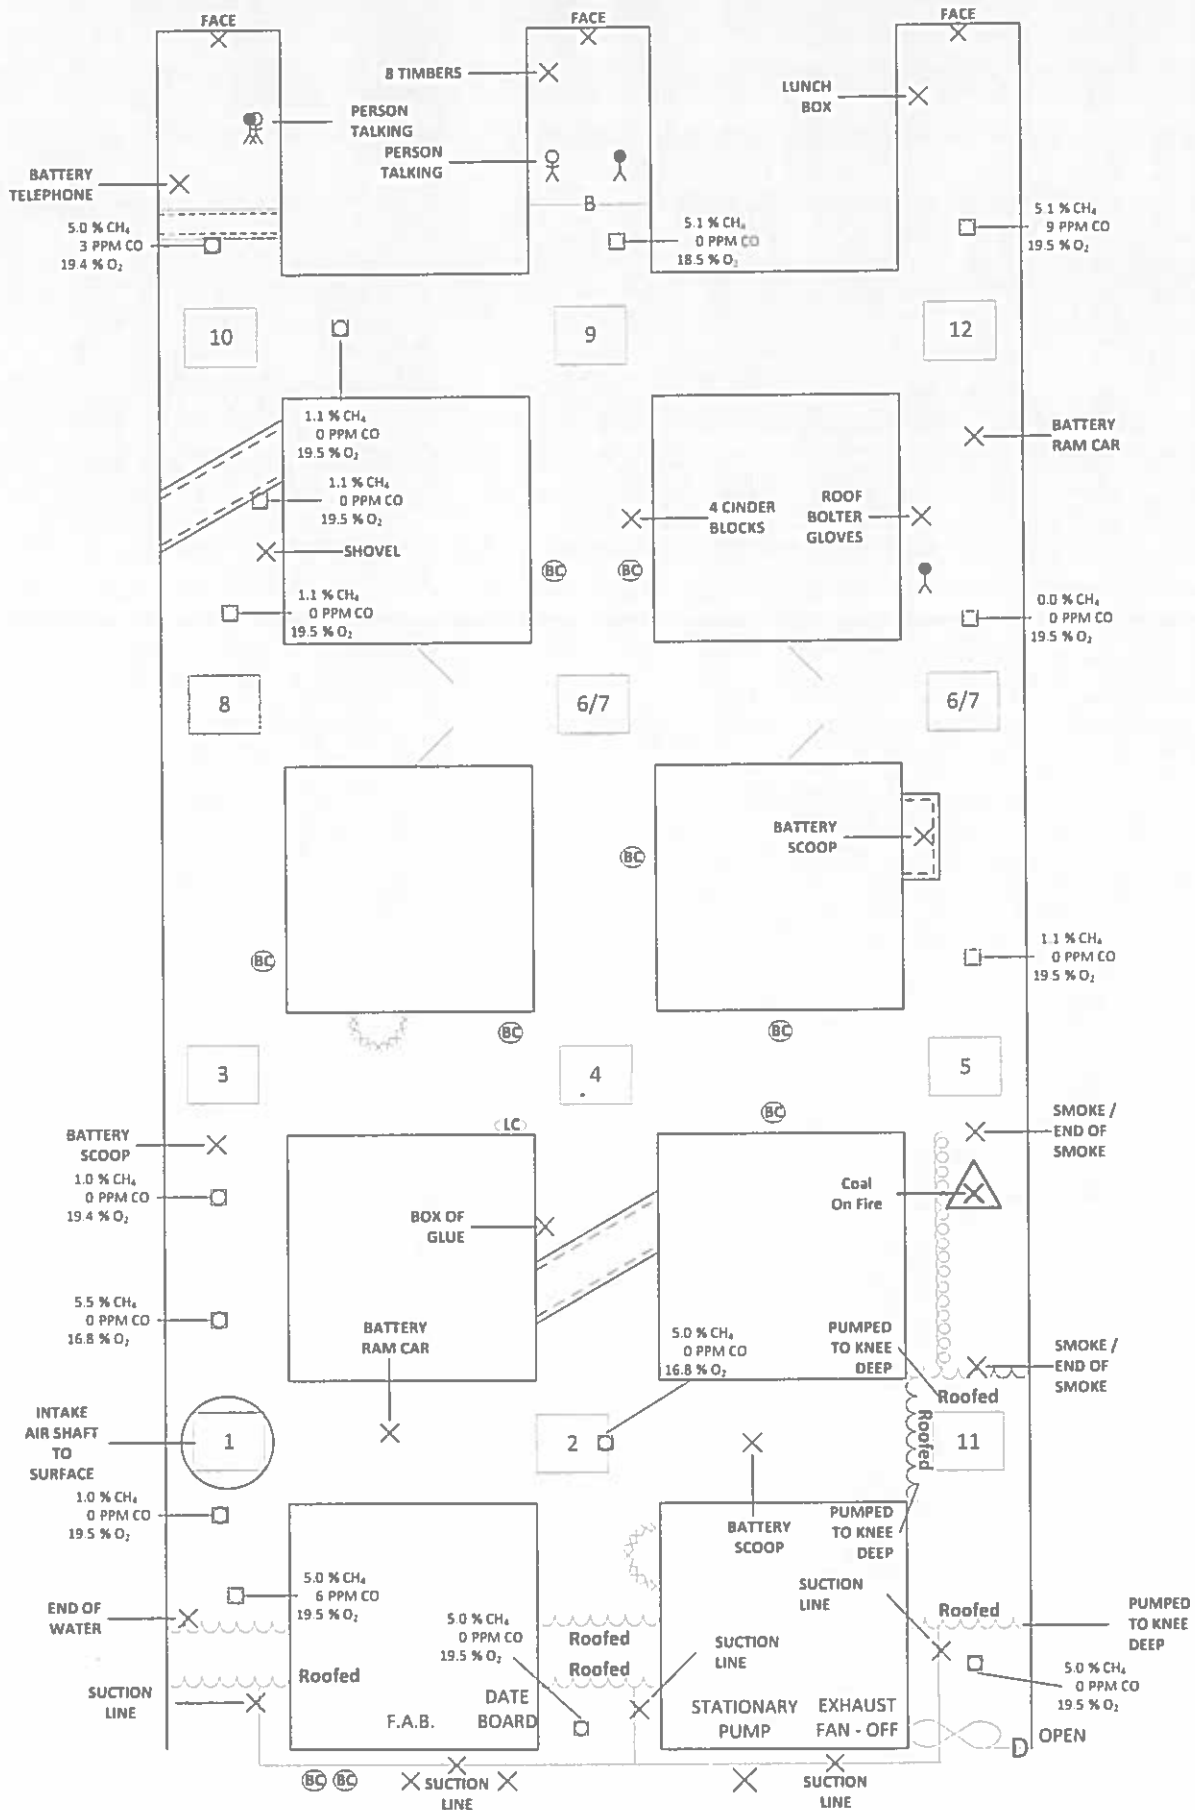 FACE
FACE
FACE
8 TIMBERS
LUNCH
BOX
PERSON
TALKING
PERSON
TALKING
BATTERY
TELEPHONE
5.0 % CH₄
3 PPM CO
19.4 % O₂
B
5.1 % CH₄
0 PPM CO
18.5 % O₂
5.1 % CH₄
9 PPM CO
19.5 % O₂
10
9
12
1.1 % CH₄
0 PPM CO
19.5 % O₂
BATTERY
RAM CAR
1.1 % CH₄
0 PPM CO
19.5 % O₂
4 CINDER
BLOCKS
ROOF
BOLTER
GLOVES
SHOVEL
BC
BC
1.1 % CH₄
0 PPM CO
19.5 % O₂
0.0 % CH₄
0 PPM CO
19.5 % O₂
8
6/7
6/7
BATTERY
SCOOP
BC
BC
1.1 % CH₄
0 PPM CO
19.5 % O₂
BC
BC
3
4
5
BC
LC
SMOKE /
END OF
SMOKE
BATTERY
SCOOP
1.0 % CH₄
0 PPM CO
19.4 % O₂
Coal
On Fire
BOX OF
GLUE
5.5 % CH₄
0 PPM CO
16.8 % O₂
BATTERY
RAM CAR
5.0 % CH₄
0 PPM CO
16.8 % O₂
PUMPED
TO KNEE
DEEP
SMOKE /
END OF
SMOKE
Roofed
Roofed
INTAKE
AIR SHAFT
TO
SURFACE
1
2
11
1.0 % CH₄
0 PPM CO
19.5 % O₂
BATTERY
SCOOP
PUMPED
TO KNEE
DEEP
5.0 % CH₄
6 PPM CO
19.5 % O₂
END OF
WATER
5.0 % CH₄
0 PPM CO
19.5 % O₂
Roofed
SUCTION
LINE
Roofed
PUMPED
TO KNEE
DEEP
Roofed
Roofed
SUCTION
LINE
SUCTION
LINE
5.0 % CH₄
0 PPM CO
19.5 % O₂
F.A.B.
DATE
BOARD
STATIONARY
PUMP
EXHAUST
FAN - OFF
D
OPEN
BC
BC
SUCTION
LINE
SUCTION
LINE